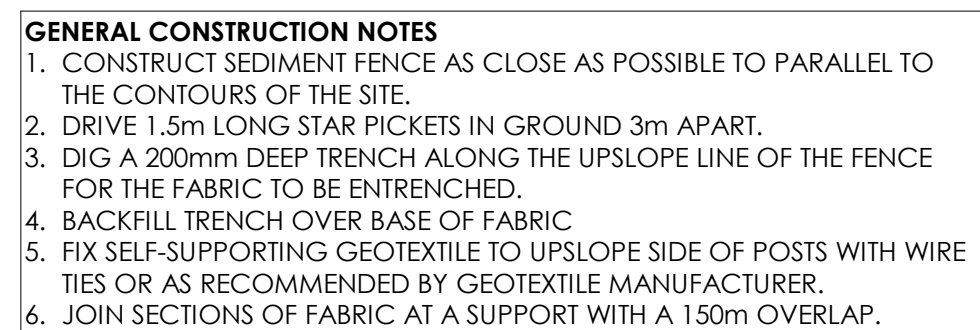 GENERAL CONSTRUCTION NOTES
1. CONSTRUCT SEDIMENT FENCE AS CLOSE AS POSSIBLE TO PARALLEL TO
THE CONTOURS OF THE SITE.
2. DRIVE 1.5m LONG STAR PICKETS IN GROUND 3m APART.
3. DIG A 200mm DEEP TRENCH ALONG THE UPSLOPE LINE OF THE FENCE
FOR THE FABRIC TO BE ENTRENCHED.
4. BACKFILL TRENCH OVER BASE OF FABRIC
5. FIX SELF-SUPPORTING GEOTEXTILE TO UPSLOPE SIDE OF POSTS WITH WIRE
TIES OR AS RECOMMENDED BY GEOTEXTILE MANUFACTURER.
6. JOIN SECTIONS OF FABRIC AT A SUPPORT WITH A 150m OVERLAP.